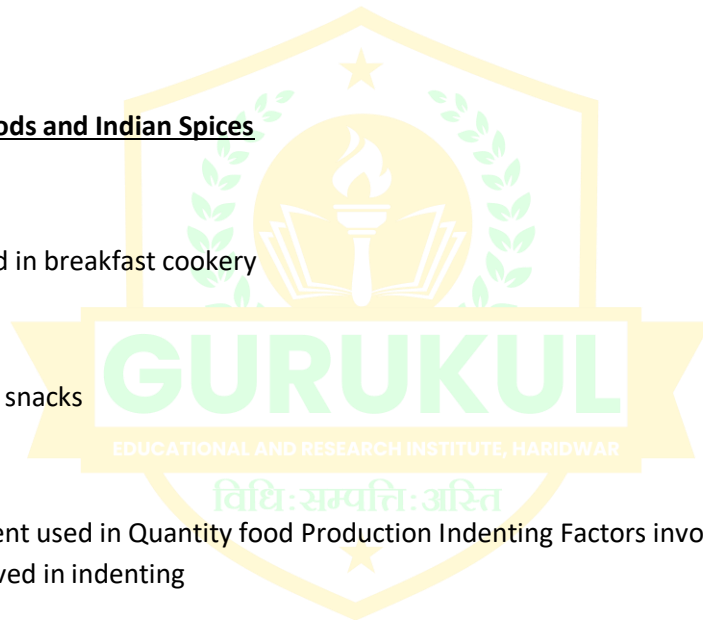 ods and Indian Spices
d in breakfast cookery
GURUKUL
snacks
EDUCATIONAL AND RESEARCH INSTITUTE, HARIDWAR
विधि:सम्पत्ति:अस्ति
ent used in Quantity food Production Indenting Factors invo
ved in indenting